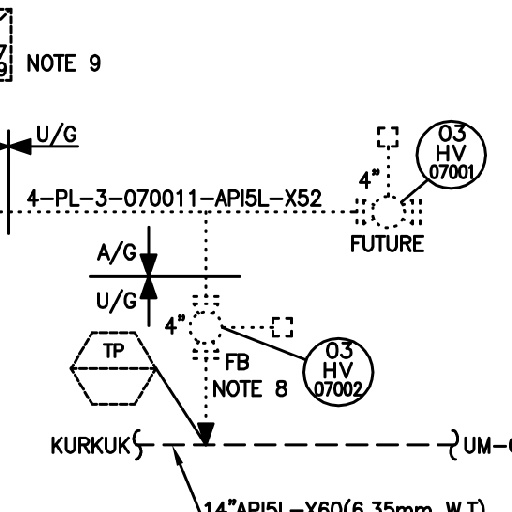 NOTE 9
U/G
03
HV
07001
4"
4-PL-3-070011-API5L-X52
FUTURE
A/G
U/G
4"
FB
NOTE 8
03
HV
07002
TP
KURKUK
UM-
14"API5L-X60(6.35mm W.T)